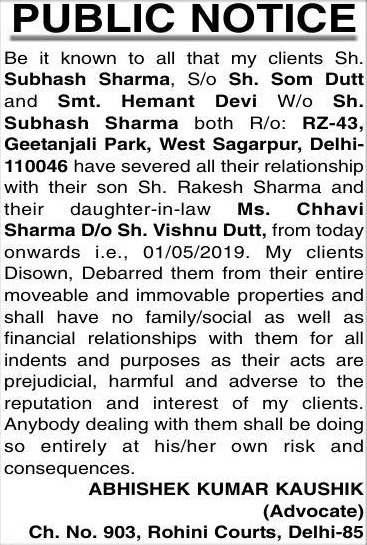 PUBLIC NOTICE
Be it known to all that my clients Sh.
Subhash Sharma, S/o Sh. Som Dutt
and Smt. Hemant Devi W/o Sh.
Subhash Sharma both R/o: RZ-43,
Geetanjali Park, West Sagarpur, Delhi-
110046 have severed all their relationship
with their son Sh. Rakesh Sharma and
their daughter-in-law Ms. Chhavi
Sharma D/o Sh. Vishnu Dutt, from today
onwards i.e., 01/05/2019. My clients
Disown, Debarred them from their entire
moveable and immovable properties and
shall have no family/social as well as
financial relationships with them for all
indents and purposes as their acts are
prejudicial, harmful and adverse to the
reputation and interest of my clients.
Anybody dealing with them shall be doing
so entirely at his/her own risk and
consequences.
ABHISHEK KUMAR KAUSHIK
(Advocate)
Ch. No. 903, Rohini Courts, Delhi-85